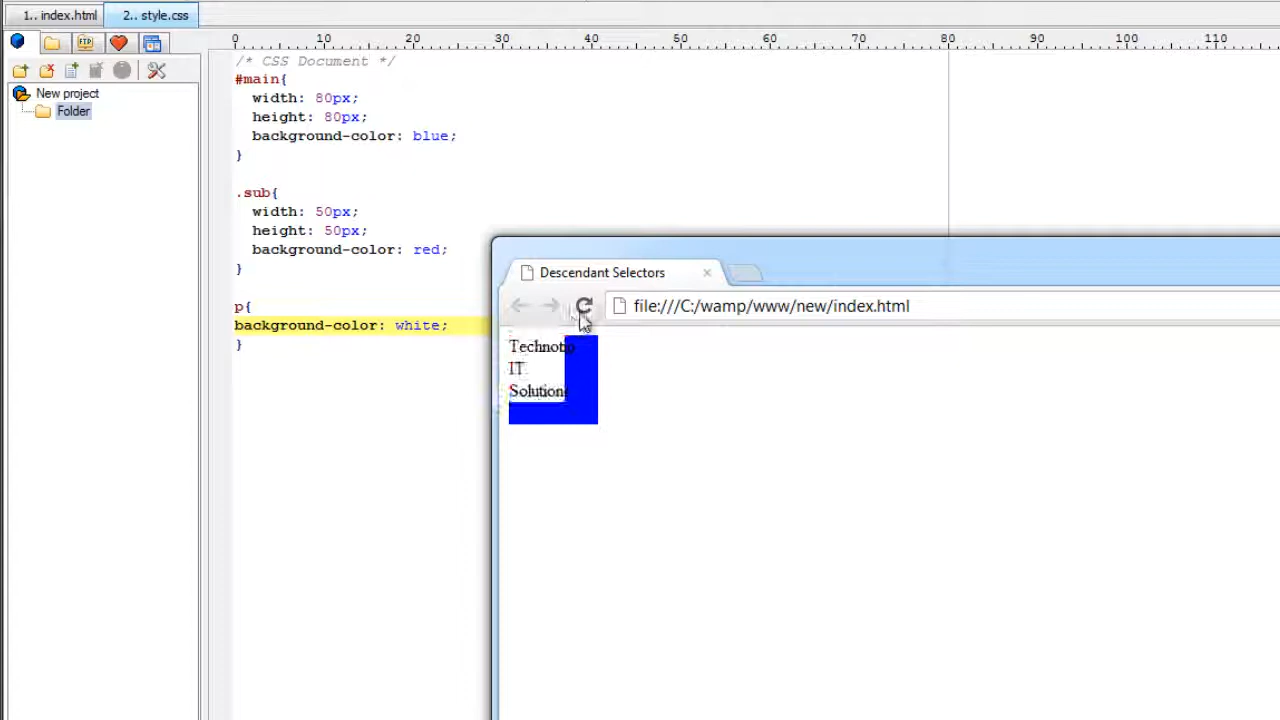 1.. index.html
2.. style.css
0 10 20 30 40 50 60 70 80 90 100 110
New project
Folder
/* CSS Document */
#main{
width: 80px;
height: 80px;
background-color: blue;
}
.sub{
width: 50px;
height: 50px;
background-color: red;
}
p{
background-color: white;
}
Descendant Selectors
file:///C:/wamp/www/new/index.html
IT
FTP